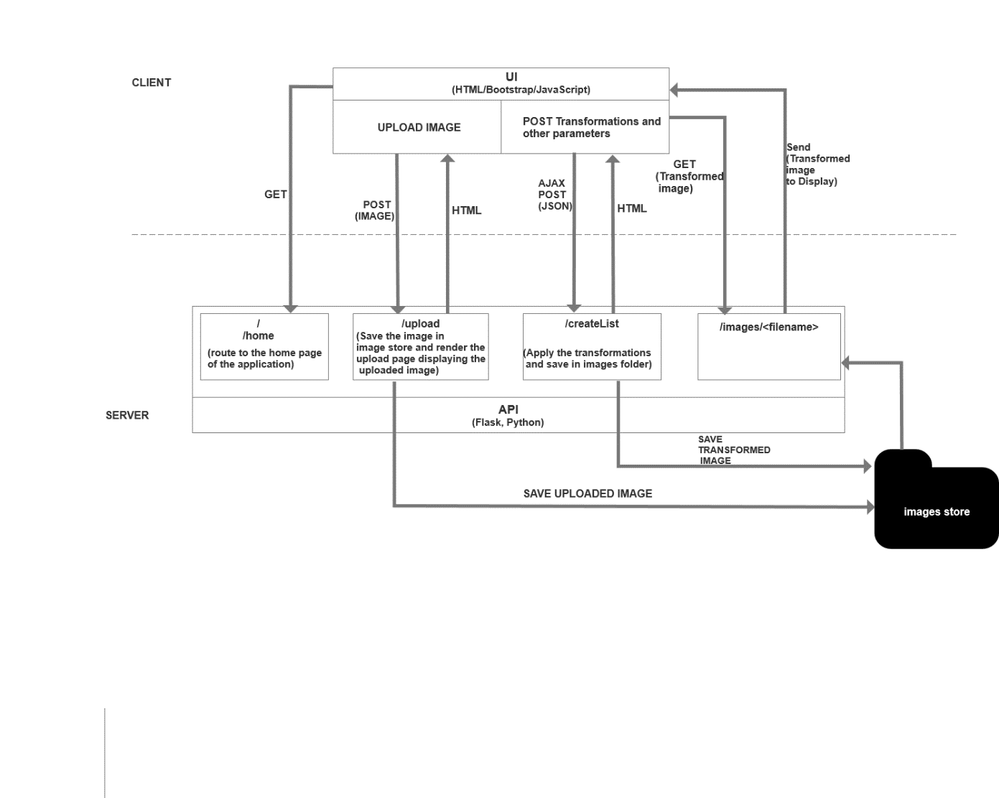 CLIENT
UI
(HTML/Bootstrap/JavaScript)
UPLOAD IMAGE
POST Transformations and
other parameters
GET
POST
(IMAGE)
HTML
AJAX
POST
(JSON)
HTML
GET
(Transformed
image)
Send
(Transformed
image
to Display)
/
/home
(route to the home page
of the application)
/upload
(Save the image in
image store and render the
upload page displaying the
uploaded image)
/createList
(Apply the transformations
and save in images folder)
/images/<filename>
SERVER
API
(Flask, Python)
SAVE
TRANSFORMED
IMAGE
SAVE UPLOADED IMAGE
images store